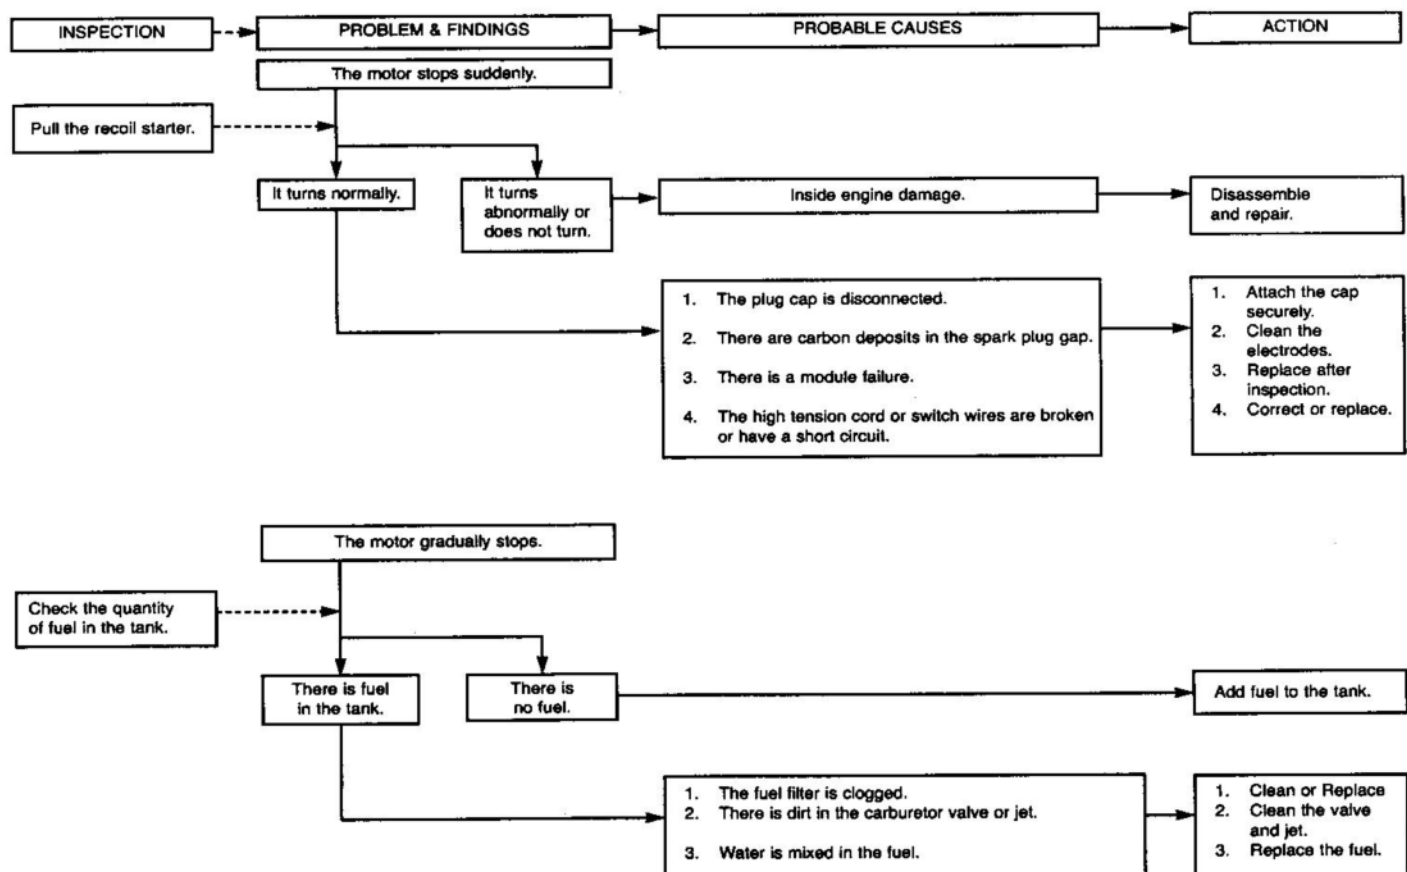 INSPECTION
PROBLEM & FINDINGS
PROBABLE CAUSES
ACTION
The motor stops suddenly.
Pull the recoil starter.
It turns normally.
It turns
abnormally or
does not turn.
Inside engine damage.
Disassemble
and repair.
1. The plug cap is disconnected.
2. There are carbon deposits in the spark plug gap.
3. There is a module failure.
4. The high tension cord or switch wires are broken
or have a short circuit.
1. Attach the cap
securely.
2. Clean the
electrodes.
3. Replace after
inspection.
4. Correct or replace.
The motor gradually stops.
Check the quantity
of fuel in the tank.
There is fuel
in the tank.
There is
no fuel.
Add fuel to the tank.
1. The fuel filter is clogged.
2. There is dirt in the carburetor valve or jet.
3. Water is mixed in the fuel.
1. Clean or Replace
2. Clean the valve
and jet.
3. Replace the fuel.